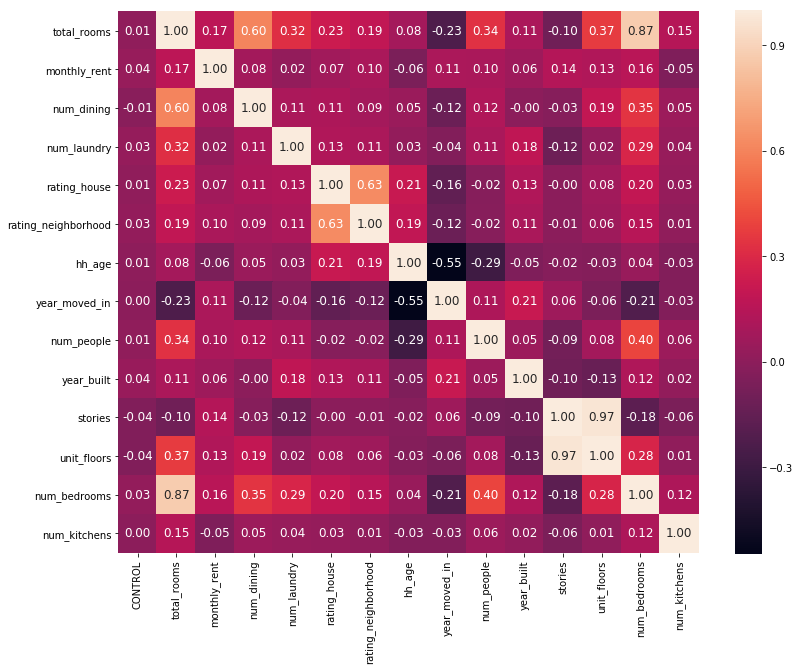 total_rooms 0.01 1.00 0.17 0.60 0.32 0.23 0.19 0.08 -0.23 0.34 0.11 -0.10 0.37 0.87 0.15
monthly_rent 0.04 0.17 1.00 0.08 0.02 0.07 0.10 -0.06 0.11 0.10 0.06 0.14 0.13 0.16 -0.05
num_dining -0.01 0.60 0.08 1.00 0.11 0.11 0.09 0.05 -0.12 0.12 -0.00 -0.03 0.19 0.35 0.05
num_laundry 0.03 0.32 0.02 0.11 1.00 0.13 0.11 0.03 -0.04 0.11 0.18 -0.12 0.02 0.29 0.04
rating_house 0.01 0.23 0.07 0.11 0.13 1.00 0.63 0.21 -0.16 -0.02 0.13 -0.00 0.08 0.20 0.03
rating_neighborhood 0.03 0.19 0.10 0.09 0.11 0.63 1.00 0.19 -0.12 -0.02 0.11 -0.01 0.06 0.15 0.01
hh_age 0.01 0.08 -0.06 0.05 0.03 0.21 0.19 1.00 -0.55 -0.29 -0.05 -0.02 -0.03 0.04 -0.03
year_moved_in 0.00 -0.23 0.11 -0.12 -0.04 -0.16 -0.12 -0.55 1.00 0.11 0.21 0.06 -0.06 -0.21 -0.03
num_people 0.01 0.34 0.10 0.12 0.11 -0.02 -0.02 -0.29 0.11 1.00 0.05 -0.09 0.08 0.40 0.06
year_built 0.04 0.11 0.06 -0.00 0.18 0.13 0.11 -0.05 0.21 0.05 1.00 -0.10 -0.13 0.12 0.02
stories -0.04 -0.10 0.14 -0.03 -0.12 -0.00 -0.01 -0.02 0.06 -0.09 -0.10 1.00 0.97 -0.18 -0.06
unit_floors -0.04 0.37 0.13 0.19 0.02 0.08 0.06 -0.03 -0.06 0.08 -0.13 0.97 1.00 0.28 0.01
num_bedrooms 0.03 0.87 0.16 0.35 0.29 0.20 0.15 0.04 -0.21 0.40 0.12 -0.18 0.28 1.00 0.12
num_kitchens 0.00 0.15 -0.05 0.05 0.04 0.03 0.01 -0.03 -0.03 0.06 0.02 -0.06 0.01 0.12 1.00
CONTROL
total_rooms
monthly_rent
num_dining
num_laundry
rating_house
rating_neighborhood
hh_age
year_moved_in
num_people
year_built
stories
unit_floors
num_bedrooms
num_kitchens
0.9
0.6
0.3
0.0
−0.3